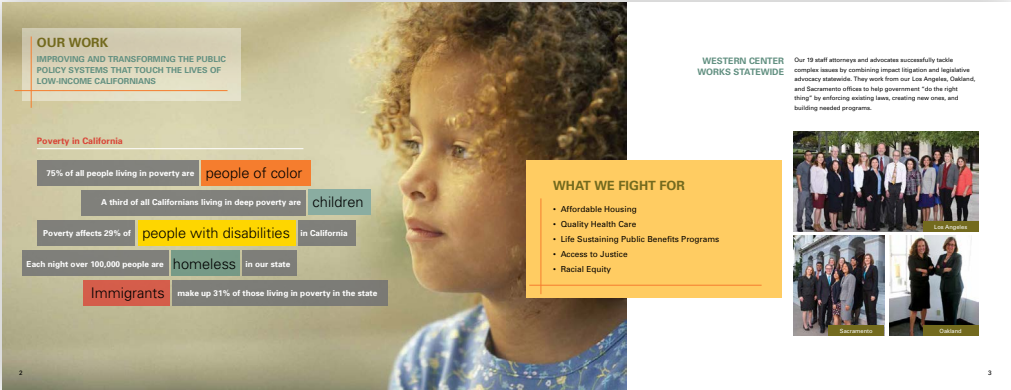 OUR WORK
IMPROVING AND TRANSFORMING THE PUBLIC
POLICY SYSTEMS THAT TOUCH THE LIVES OF
LOW-INCOME CALIFORNIANS
Poverty in California
75% of all people living in poverty are people of color
A third of all Californians living in deep poverty are children
Poverty affects 29% of people with disabilities in California
Each night over 100,000 people are homeless in our state
Immigrants make up 31% of those living in poverty in the state
2
WHAT WE FIGHT FOR
• Affordable Housing
• Quality Health Care
• Life Sustaining Public Benefits Programs
• Access to Justice
• Racial Equity
WESTERN CENTER
WORKS STATEWIDE
Our 19 staff attorneys and advocates successfully tackle
complex issues by combining impact litigation and legislative
advocacy statewide. They work from our Los Angeles, Oakland,
and Sacramento offices to help government "do the right
thing" by enforcing existing laws, creating new ones, and
building needed programs.
Los Angeles
Sacramento
Oakland
3